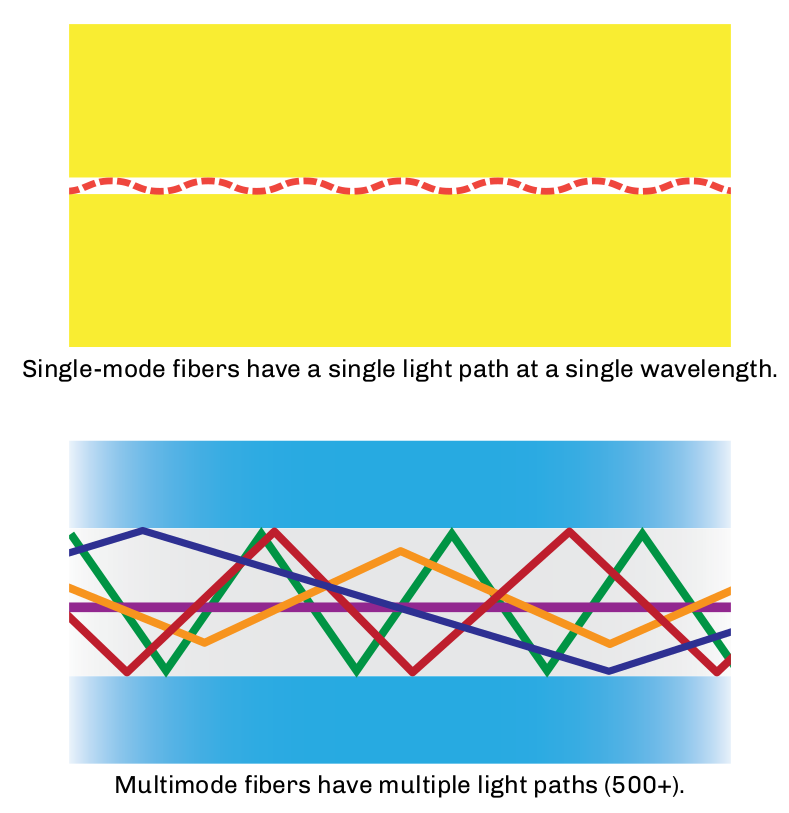 Single-mode fibers have a single light path at a single wavelength.
Multimode fibers have multiple light paths (500+).